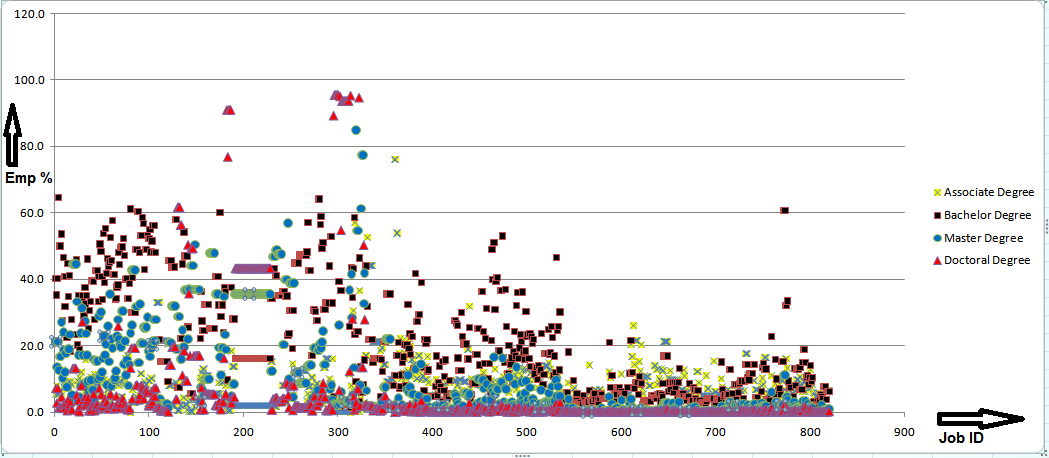 120.0
100.0
80.0
Emp %
60.0
40.0
20.0
0.0
0 100 200 300 400 500 600 700 800 900
Job ID
Associate Degree
Bachelor Degree
Master Degree
Doctoral Degree